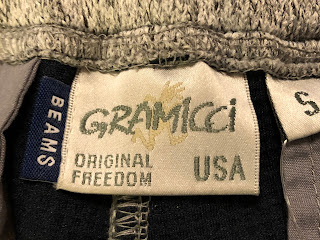 BEAMS
GRAMICCi
ORIGINAL
FREEDOM
USA
S